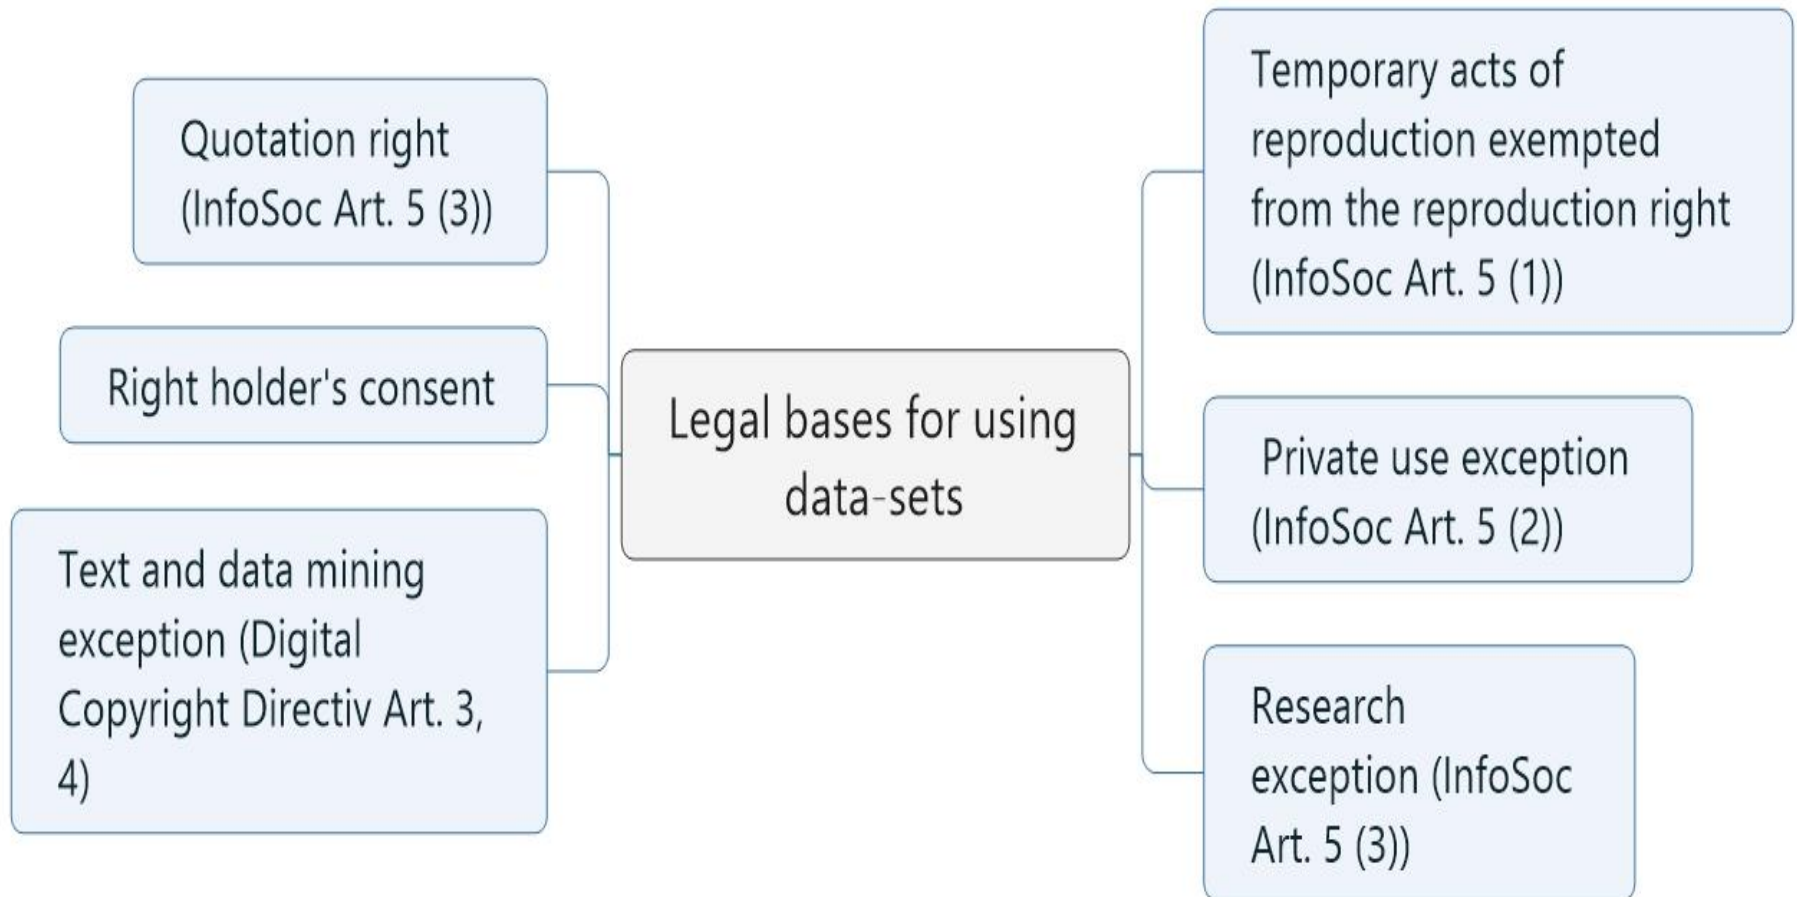 Quotation right
(InfoSoc Art. 5 (3))
Right holder's consent
Text and data mining
exception (Digital
Copyright Directiv Art. 3,
4)
Legal bases for using
data-sets
Temporary acts of
reproduction exempted
from the reproduction right
(InfoSoc Art. 5 (1))
Private use exception
(InfoSoc Art. 5 (2))
Research
exception (InfoSoc
Art. 5 (3))